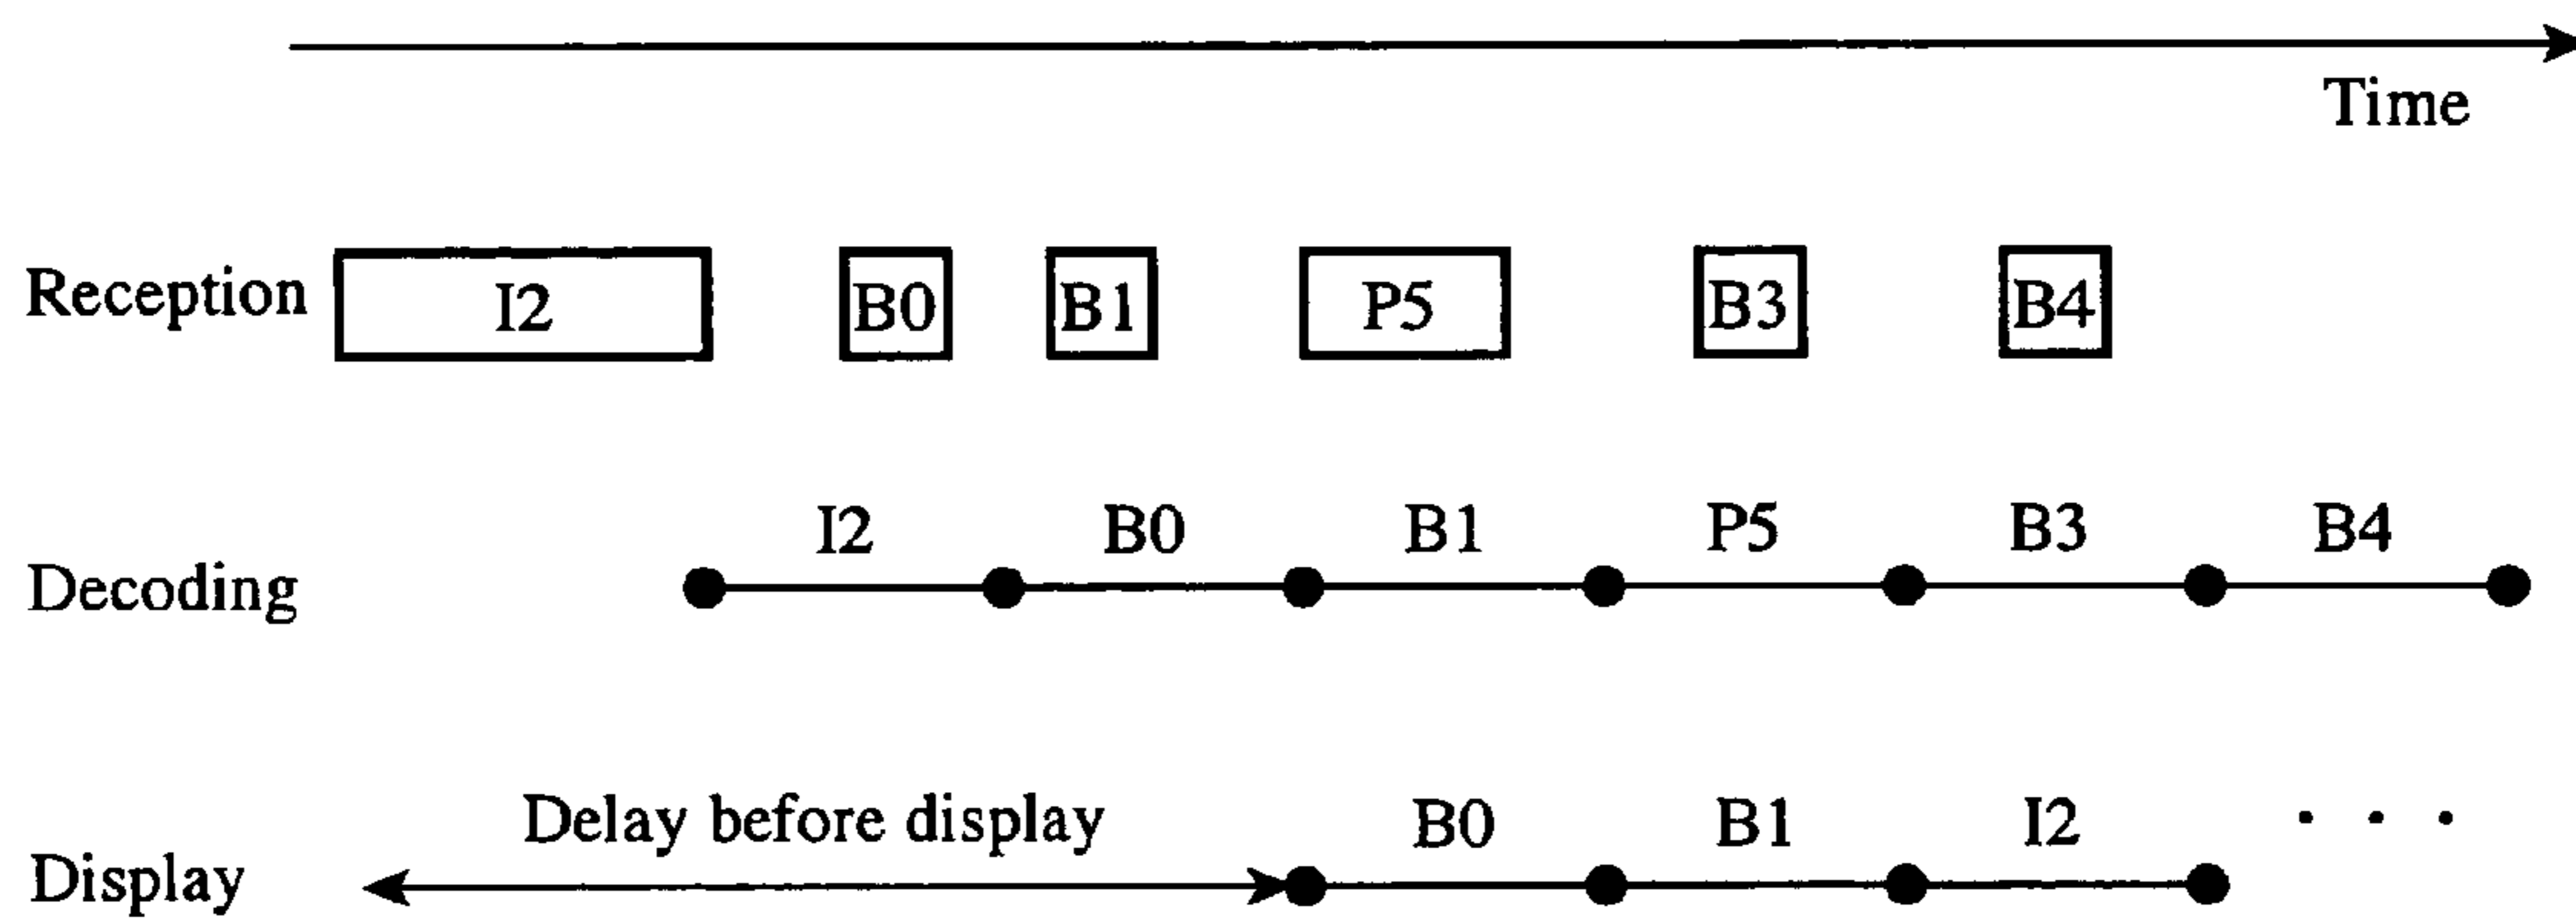 Time
Reception I2 B0 B1 P5 B3 B4
I2 B0 B1 P5 B3 B4
Decoding
Delay before display B0 B1 I2 . . .
Display